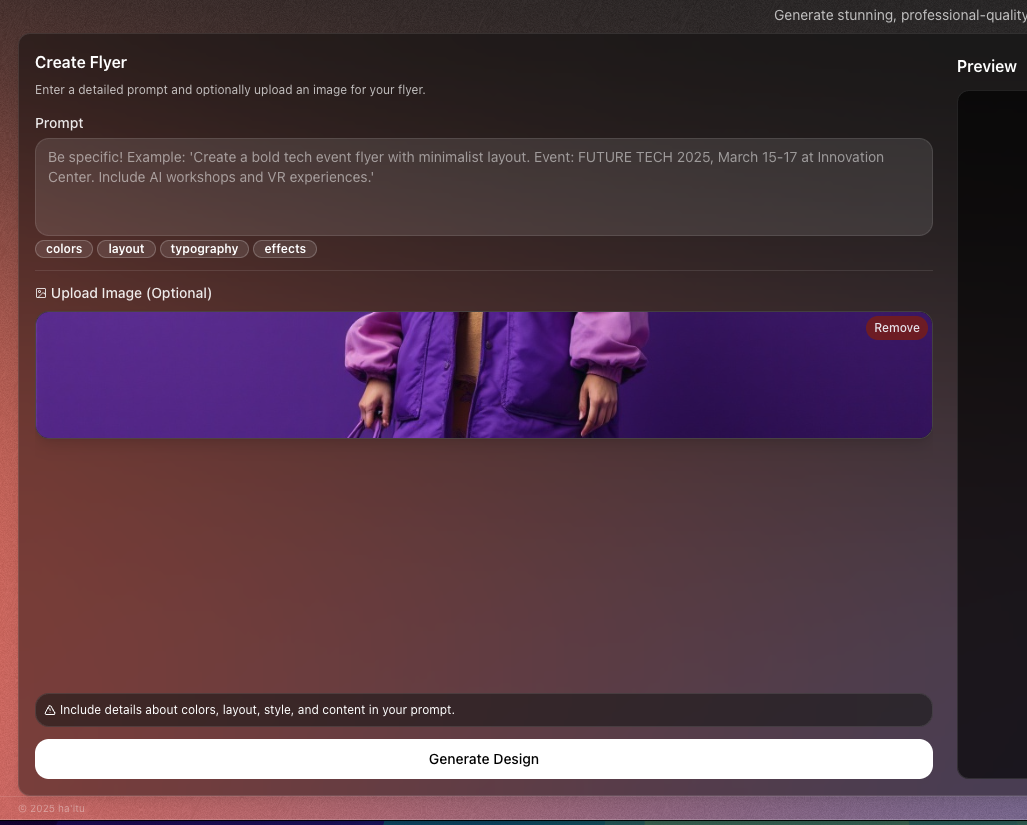 Generate stunning, professional-quality
Create Flyer
Enter a detailed prompt and optionally upload an image for your flyer.
Prompt
Be specific! Example: 'Create a bold tech event flyer with minimalist layout. Event: FUTURE TECH 2025, March 15-17 at Innovation
Center. Include AI workshops and VR experiences.'
colors layout typography effects
Upload Image (Optional)
Remove
Include details about colors, layout, style, and content in your prompt.
Generate Design
Preview
© 2025 ha'itu